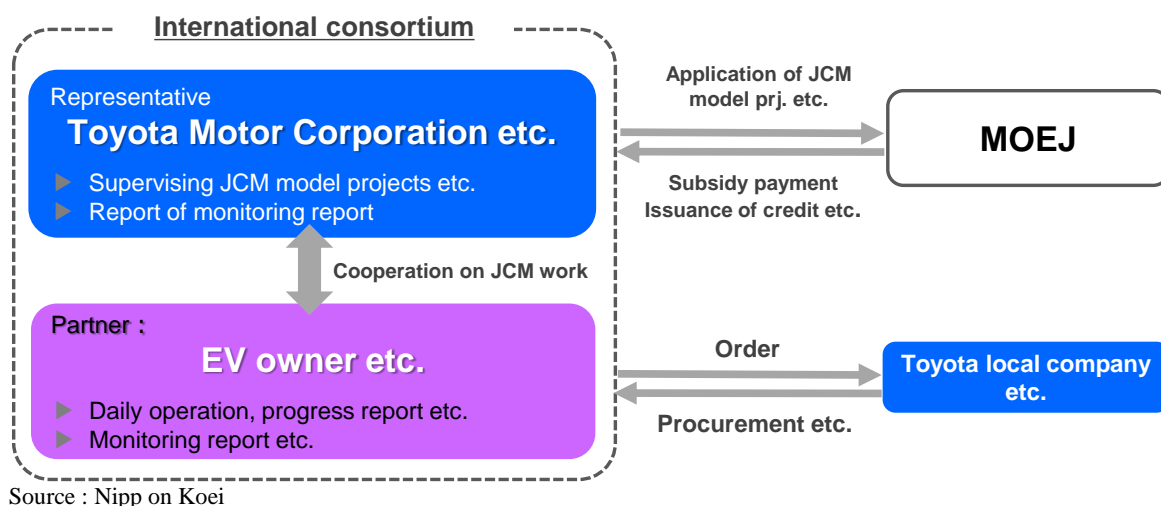 International consortium
Representative
Toyota Motor Corporation etc.
Supervising JCM model projects etc.
Report of monitoring report
Cooperation on JCM work
Partner：
EV owner etc.
Daily operation, progress report etc.
Monitoring report etc.
Application of JCM
model prj. etc.
MOEJ
Subsidy payment
Issuance of credit etc.
Order
Toyota local company
etc.
Procurement etc.
Source : Nipp on Koei